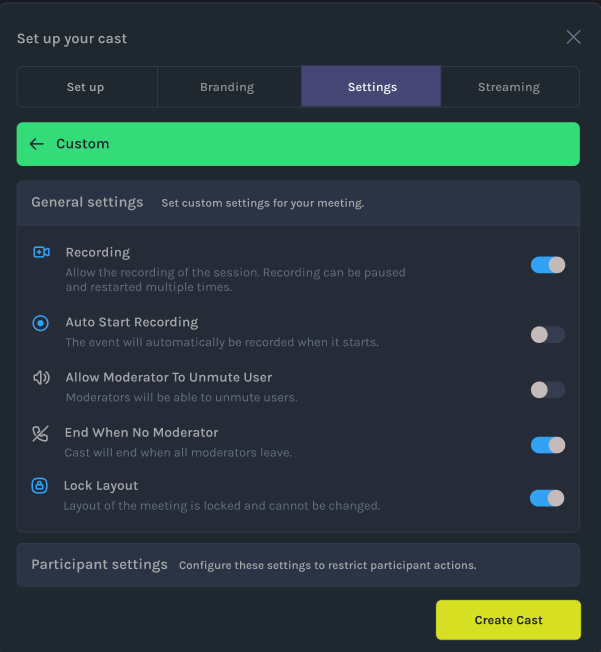 Set up your cast
Set up
Branding
Settings
Streaming
Custom
General settings Set custom settings for your meeting.
Recording
Allow the recording of the session. Recording can be paused
and restarted multiple times.
Auto Start Recording
The event will automatically be recorded when it starts.
Allow Moderator To Unmute User
Moderators will be able to unmute users.
End When No Moderator
Cast will end when all moderators leave.
Lock Layout
Layout of the meeting is locked and cannot be changed.
Participant settings Configure these settings to restrict participant actions.
Create Cast